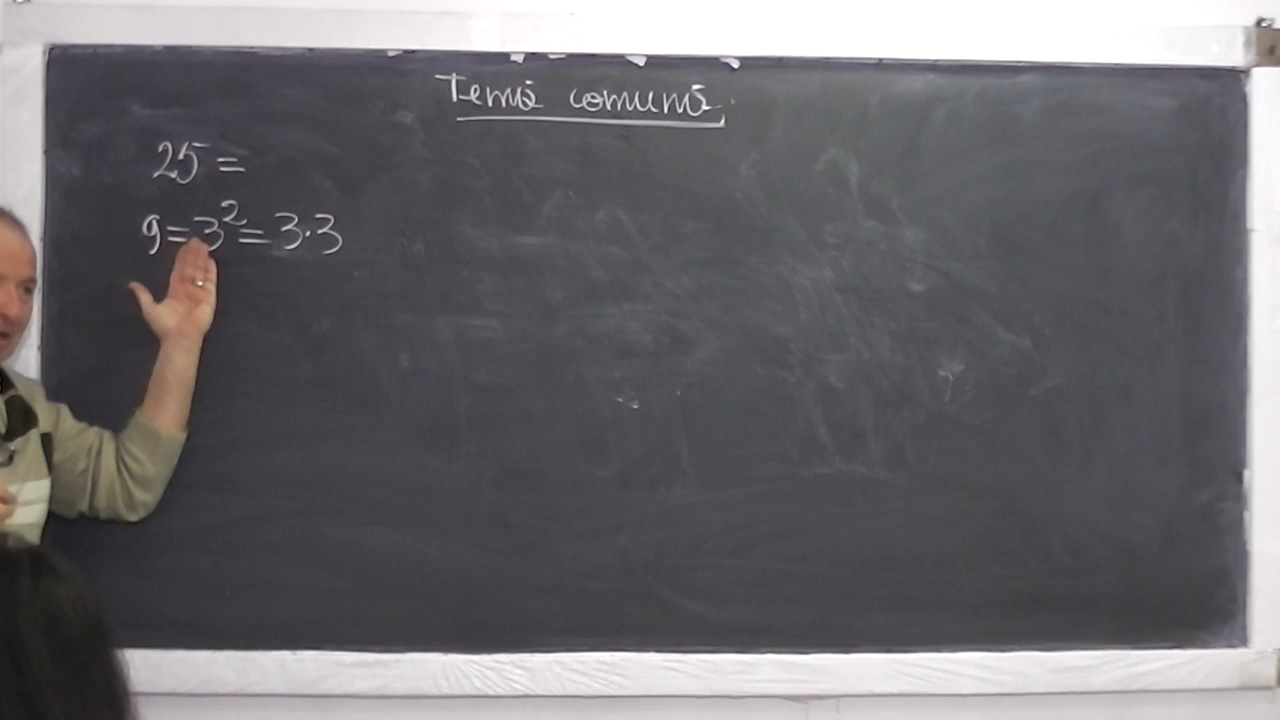 Temă comună.
25 =
9 = 3² = 3·3